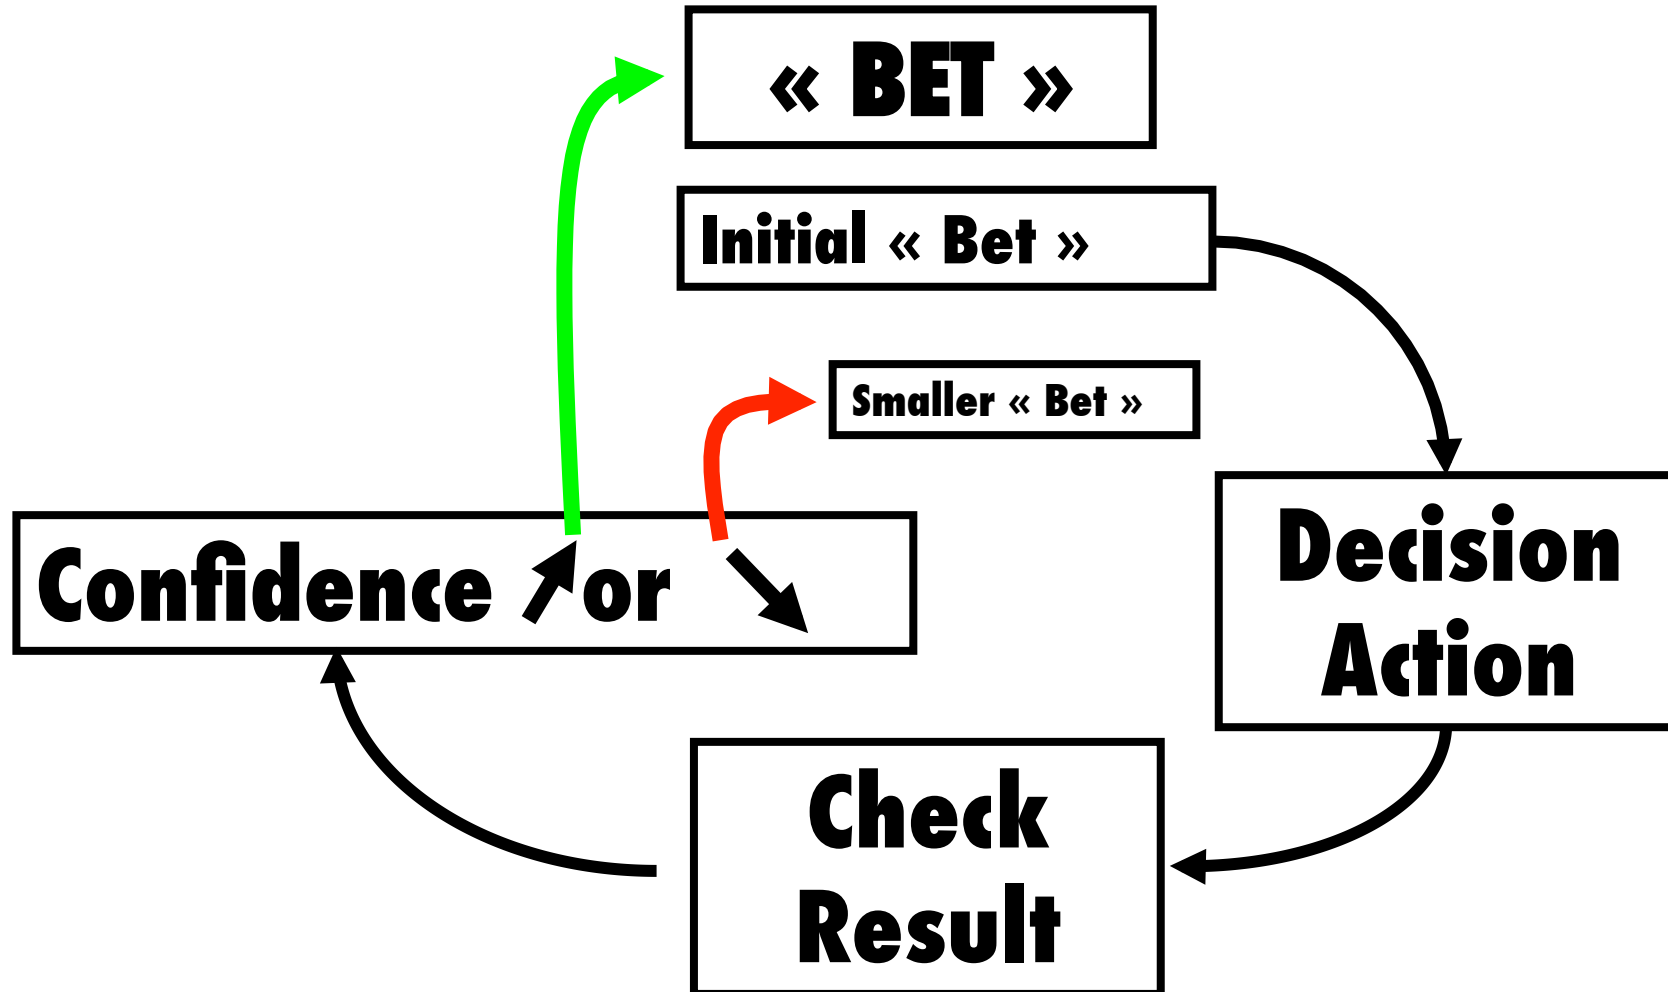 « BET »
Initial « Bet »
Smaller « Bet »
Decision
Action
Confidence or
Check
Result